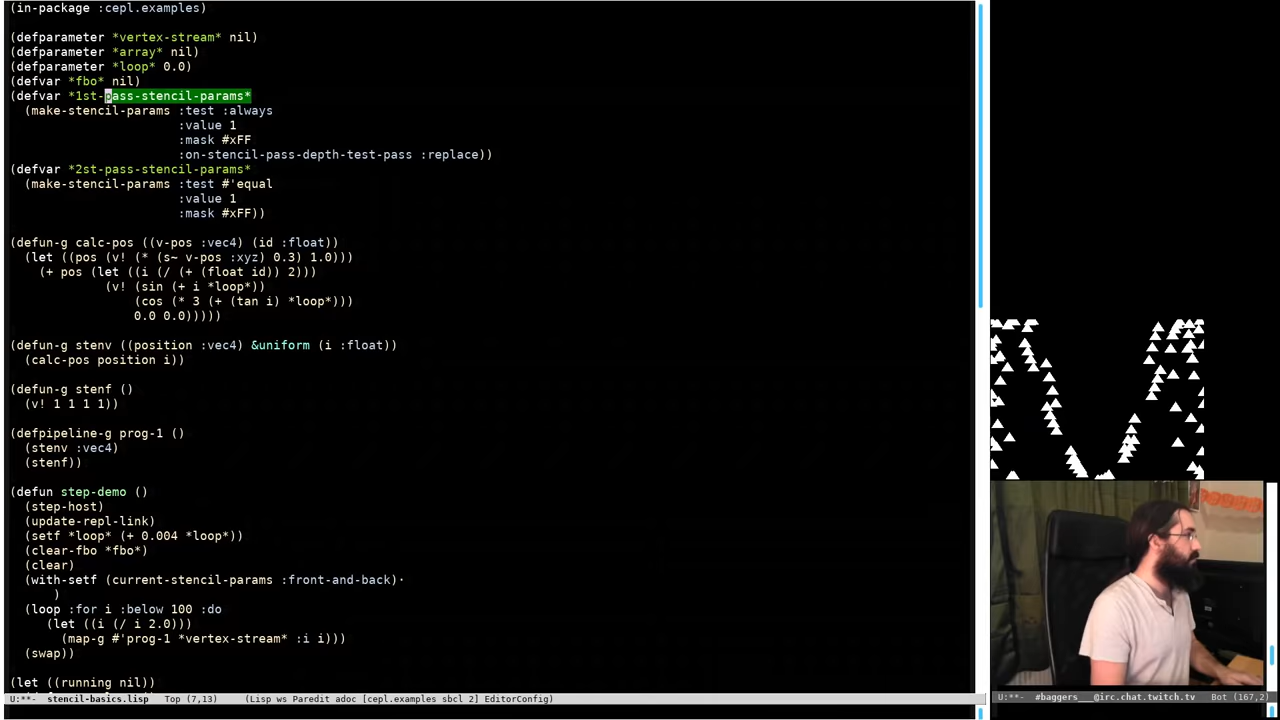 (in-package :cepl.examples)
(defparameter *vertex-stream* nil)
(defparameter *array* nil)
(defparameter *loop* 0.0)
(defvar *fbo* nil)
(defvar *1st-pass-stencil-params*
(make-stencil-params :test :always
:value 1
:mask #xFF
:on-stencil-pass-depth-test-pass :replace))
(defvar *2st-pass-stencil-params*
(make-stencil-params :test #'equal
:value 1
:mask #xFF))
(defun-g calc-pos ((v-pos :vec4) (id :float))
(let ((pos (v! (* (s~ v-pos :xyz) 0.3) 1.0)))
(+ pos (let ((i (/ (+ (float id)) 2)))
(v! (sin (+ i *loop*))
(cos (* 3 (+ (tan i) *loop*)))
0.0 0.0)))))
(defun-g stenv ((position :vec4) &uniform (i :float))
(calc-pos position i))
(defun-g stenf ()
(v! 1 1 1 1))
(defpipeline-g prog-1 ()
(stenv :vec4)
(stenf))
(defun step-demo ()
(step-host)
(update-repl-link)
(setf *loop* (+ 0.004 *loop*))
(clear-fbo *fbo*)
(clear)
(with-setf (current-stencil-params :front-and-back)·
)
(loop :for i :below 100 :do
(let ((i (/ i 2.0)))
(map-g #'prog-1 *vertex-stream* :i i)))
(swap))
(let ((running nil))
U:**-  stencil-basics.lisp   Top (7,13)     (Lisp ws Paredit adoc [cepl.examples sbcl 2] EditorConfig)
U:**-  #baggers___@irc.chat.twitch.tv   Bot (167,2)